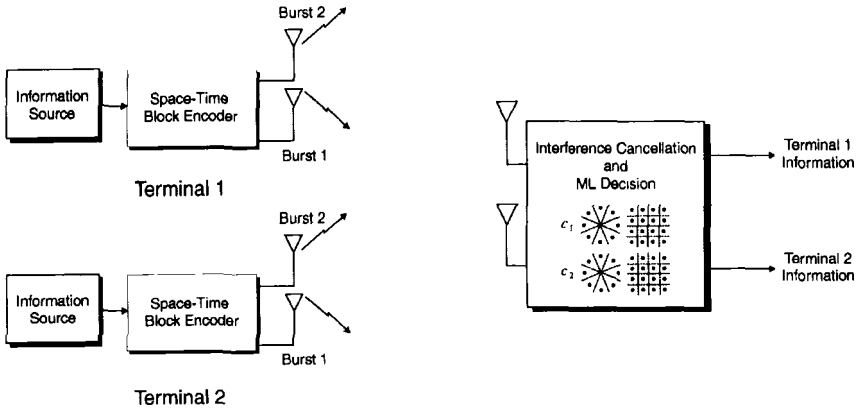 Burst 2
Information
Source
Space-Time
Block Encoder
Burst 1
Terminal 1
Burst 2
Information
Source
Space-Time
Block Encoder
Burst 1
Terminal 2
Interference Cancellation
and
ML Decision
c1
c2
Terminal 1
Information
Terminal 2
Information